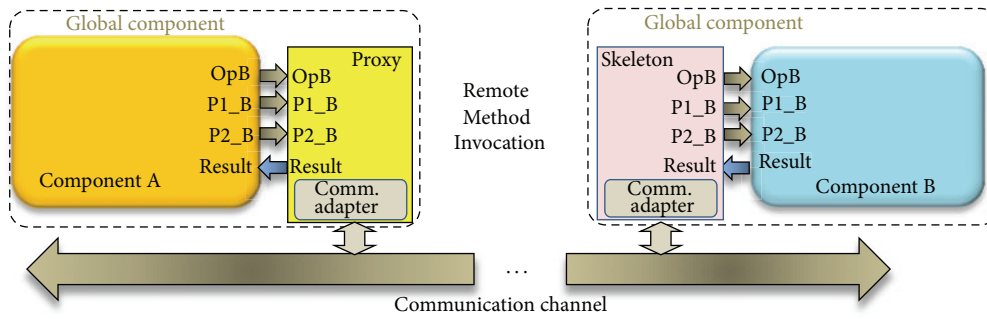 Global component
Component A
OpB
P1_B
P2_B
Result
Proxy
OpB
P1_B
P2_B
Result
Comm.
adapter
Remote
Method
Invocation
Global component
Skeleton
OpB
P1_B
P2_B
Result
Comm.
adapter
OpB
P1_B
P2_B
Result
Component B
...
Communication channel